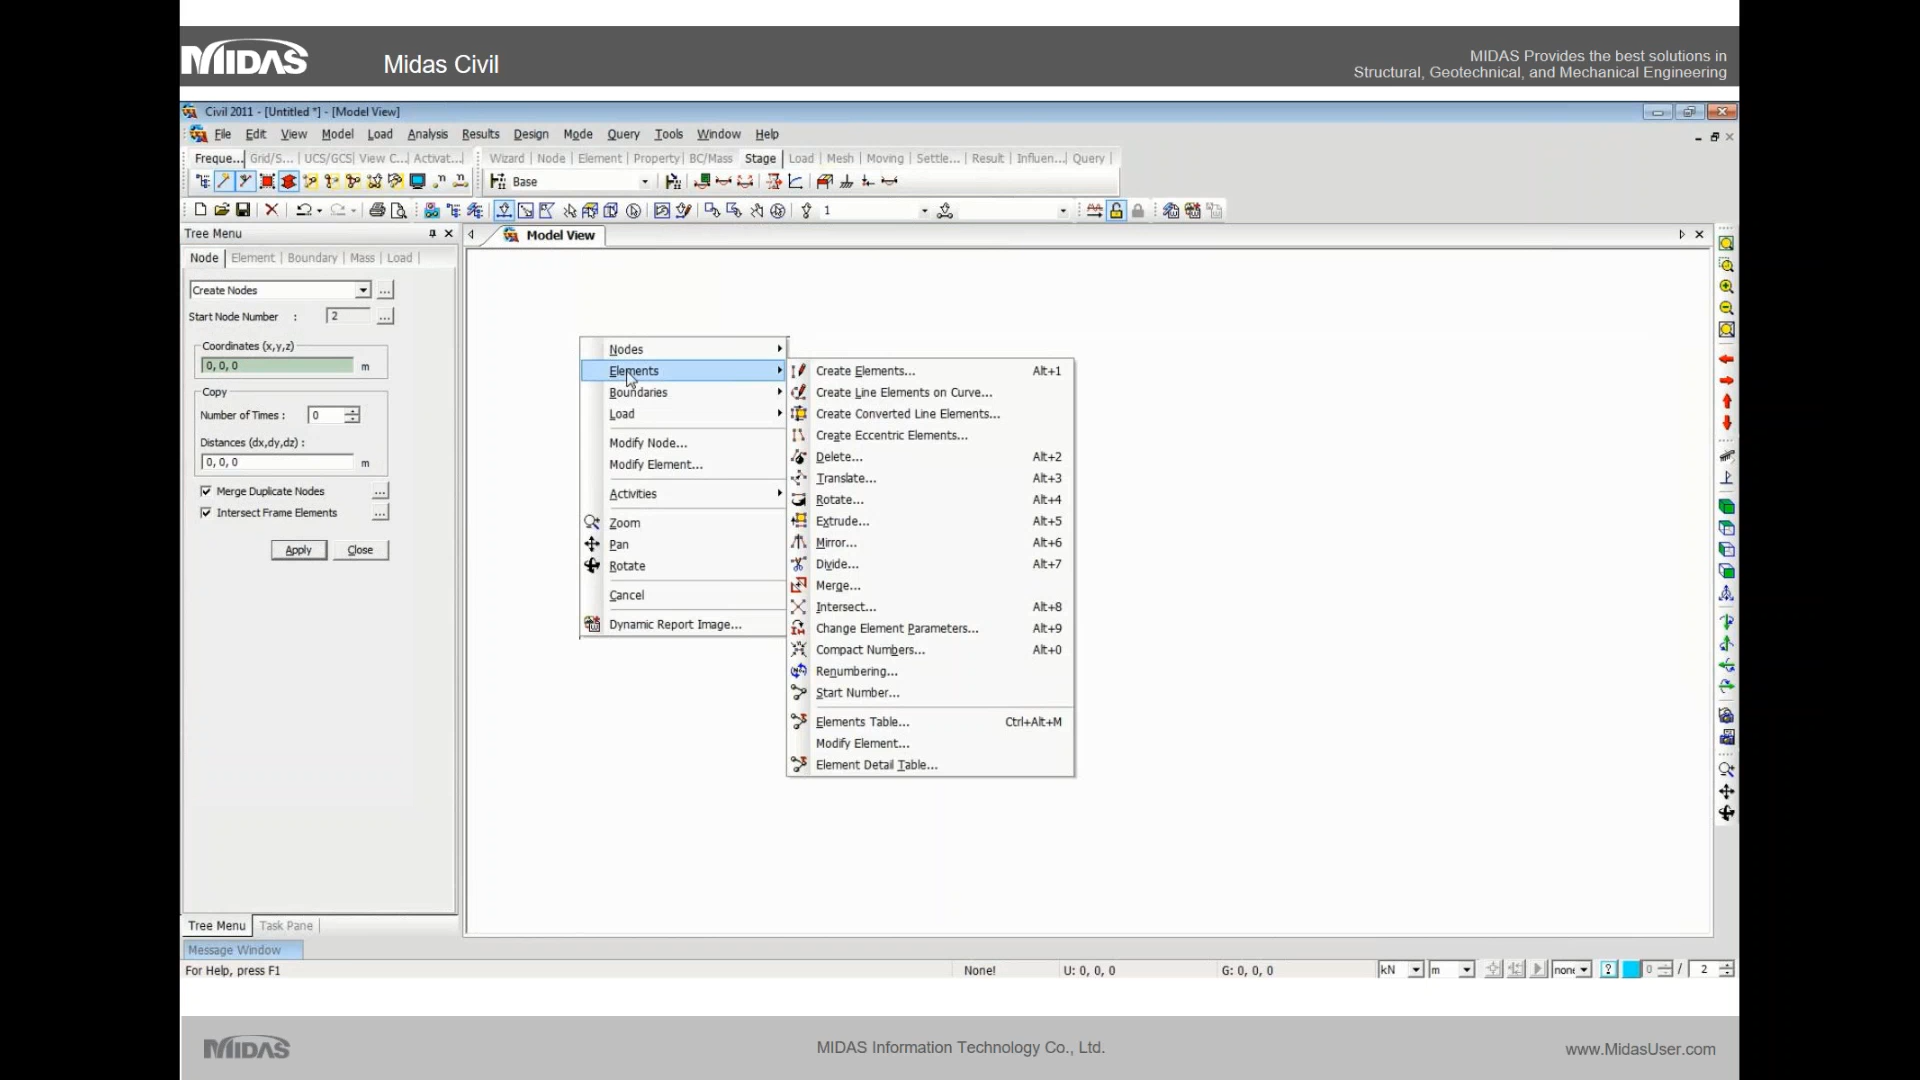 MIDAS
Midas Civil
MIDAS Provides the best solutions in
Structural, Geotechnical, and Mechanical Engineering
Civil 2011 - [Untitled *] - [Model View]
File Edit View Model Load Analysis Results Design Mode Query Tools Window Help
Freque... Grid/S... UCS/GCS View C... Activat... Wizard Node Element Property BC/Mass Stage Load Mesh Moving Settle... Result Influen... Query
Base
1
Tree Menu
Model View
Node Element Boundary Mass Load
Create Nodes
Start Node Number : 2
Coordinates (x,y,z)
0, 0, 0 m
Copy
Number of Times : 0
Distances (dx,dy,dz) :
0, 0, 0 m
Merge Duplicate Nodes
Intersect Frame Elements
Apply Close
Nodes
Elements
Boundaries
Load
Modify Node...
Modify Element...
Activities
Zoom
Pan
Rotate
Cancel
Dynamic Report Image...
Create Elements... Alt+1
Create Line Elements on Curve...
Create Converted Line Elements...
Create Eccentric Elements...
Delete... Alt+2
Translate... Alt+3
Rotate... Alt+4
Extrude... Alt+5
Mirror... Alt+6
Divide... Alt+7
Merge...
Intersect... Alt+8
Change Element Parameters... Alt+9
Compact Numbers... Alt+0
Renumbering...
Start Number...
Elements Table... Ctrl+Alt+M
Modify Element...
Element Detail Table...
Tree Menu Task Pane
Message Window
For Help, press F1
None! U: 0, 0, 0 G: 0, 0, 0 kN m none 0 / 2
MIDAS
MIDAS Information Technology Co., Ltd.
www.MidasUser.com